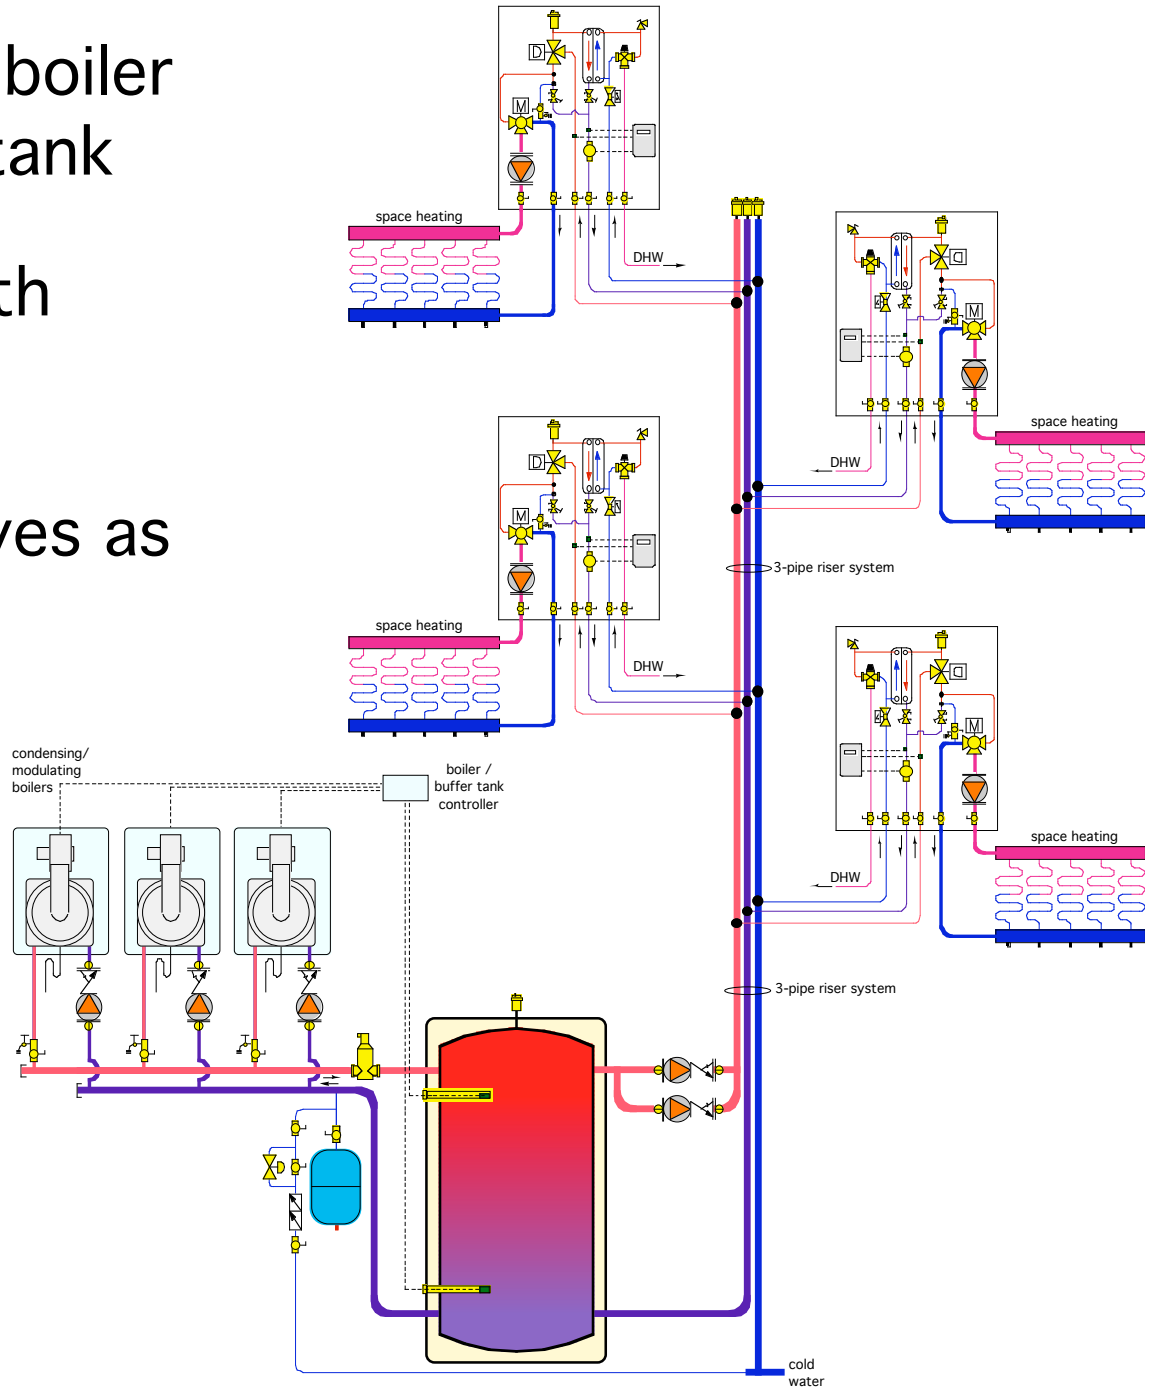 boiler
tank
th
ves as
D
M
space heating
DHW
D
M
space heating
DHW
D
M
space heating
DHW
3-pipe riser system
D
M
space heating
DHW
3-pipe riser system
condensing/
modulating
boilers
boiler /
buffer tank
controller
cold
water